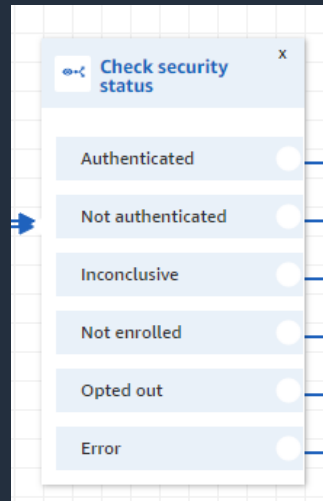 x
Check security
status
Authenticated
Not authenticated
Inconclusive
Not enrolled
Opted out
Error